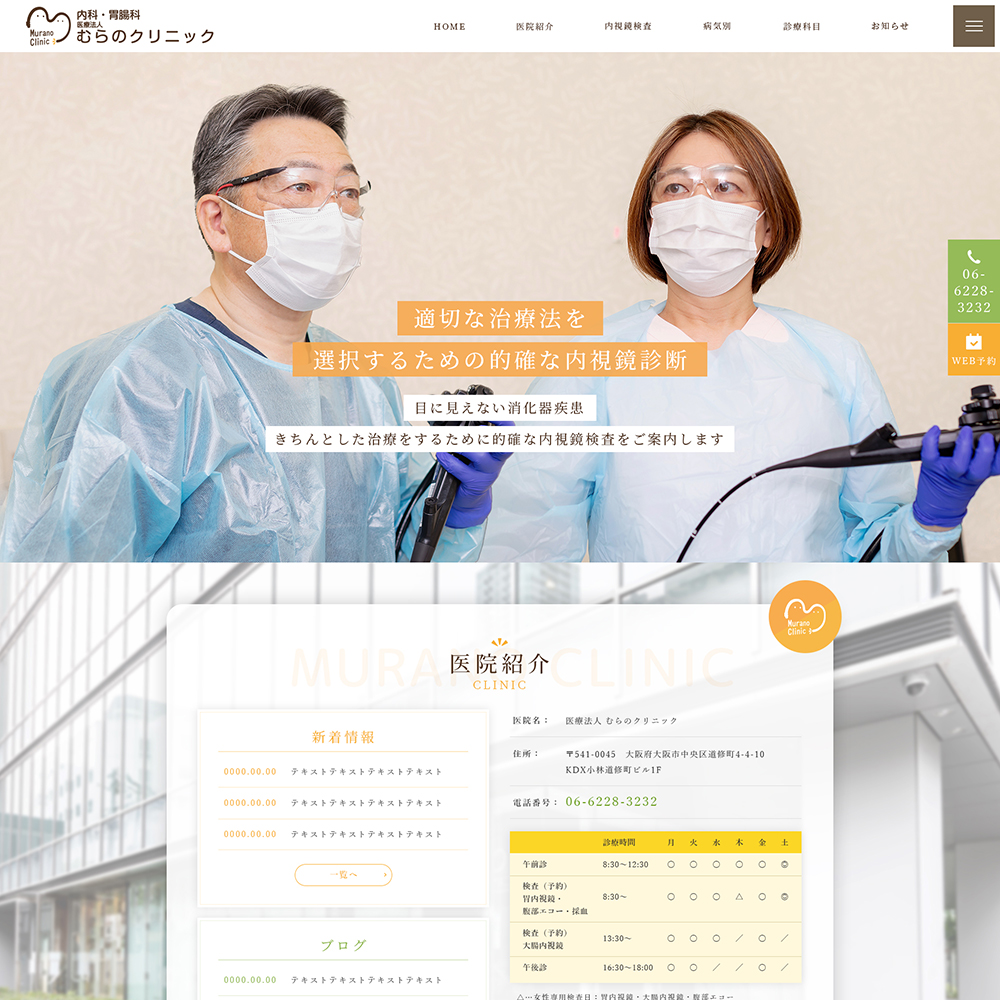 Murano
Clinic
内科・胃腸科
医療法人
むらのクリニック
HOME
医院紹介
内視鏡検査
病気別
診療科目
お知らせ
06-
6228-
3232
WEB予約
適切な治療法を
選択するための的確な内視鏡診断
目に見えない消化器疾患
きちんとした治療をするために的確な内視鏡検査をご案内します
Murano
Clinic
MURANO CLINIC
医院紹介
CLINIC
新着情報
0000.00.00 テキストテキストテキストテキスト
0000.00.00 テキストテキストテキストテキスト
0000.00.00 テキストテキストテキストテキスト
一覧へ
ブログ
0000.00.00 テキストテキストテキストテキスト
医院名： 医療法人 むらのクリニック
住所： 〒541-0045 大阪府大阪市中央区道修町4-4-10
KDX小林道修町ビル1F
電話番号： 06-6228-3232
診療時間 月 火 水 木 金 土
午前診 8:30〜12:30 ○ ○ ○ ○ ○ ◎
検査（予約）
胃内視鏡・
腹部エコー・採血
8:30〜 ○ ○ ○ △ ○ ◎
検査（予約）
大腸内視鏡
13:30〜 ○ ○ ○ ／ ○ ／
午後診 16:30〜18:00 ○ ○ ／ ／ ○ ／
△…女性専用検査日：胃内視鏡・大腸内視鏡・腹部エコー